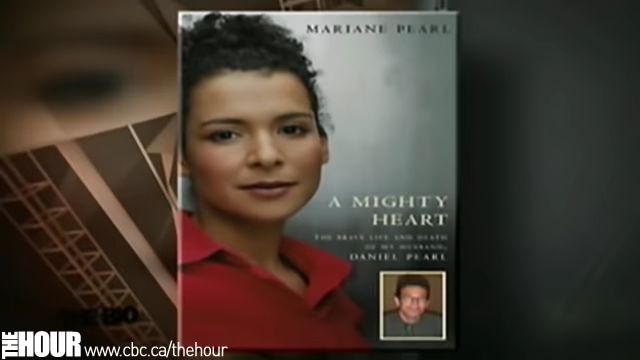 MARIANE PEARL
A MIGHTY
HEART
THE BRAVE LIFE AND DEATH
OF MY HUSBAND,
DANIEL PEARL
BIO
THE HOUR
www.cbc.ca/thehour